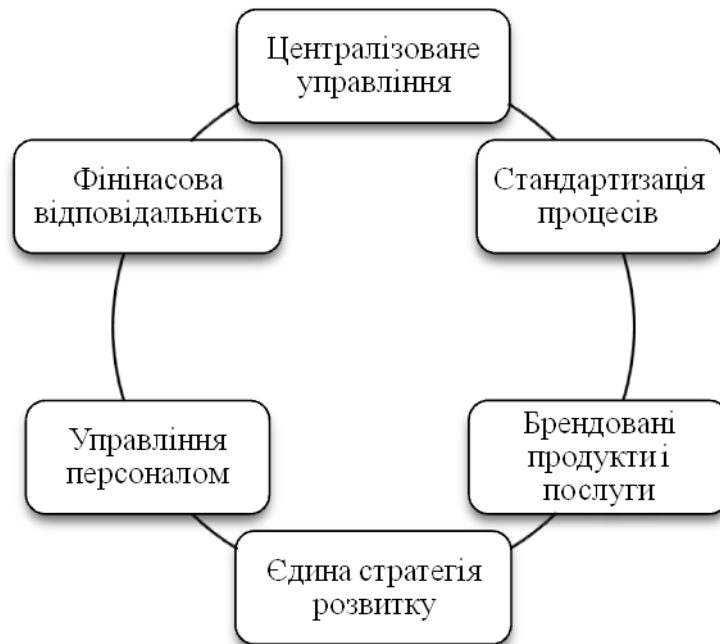 Централізоване
управління
Стандартизація
процесів
Брендовані
продукти і
послуги
Єдина стратегія
розвитку
Управління
персоналом
Фінінасова
відповідальність